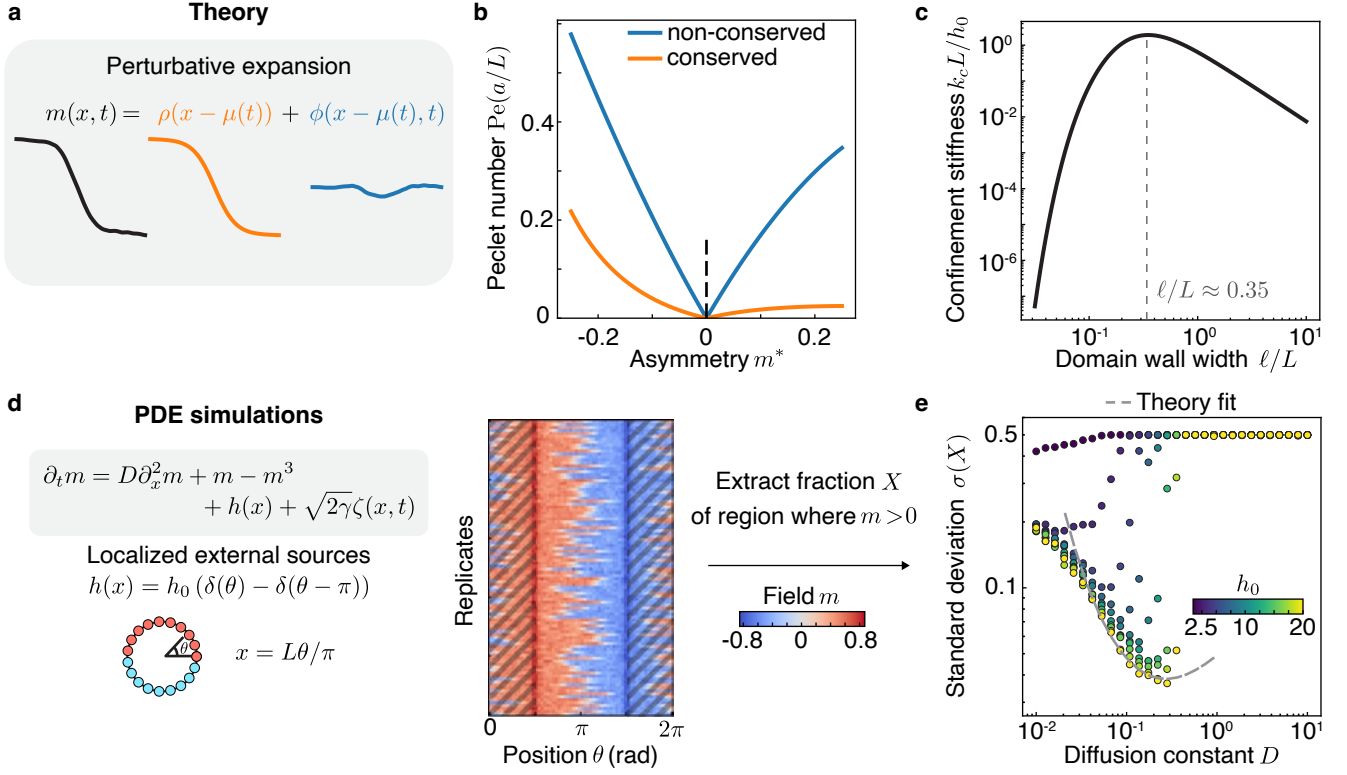 a
Theory
Perturbative expansion
m(x, t) = ρ(x − μ(t)) + φ(x − μ(t), t)
b
non-conserved
conserved
Peclet number Pe(a/L)
0.4
0.2
0
-0.2
0
0.2
Asymmetry m*
c
Confinement stiffness k_c L/h_0
10^0
10^-2
10^-4
10^-6
ℓ/L ≈ 0.35
10^-1
10^0
10^1
Domain wall width ℓ/L
d
PDE simulations
∂_t m = D∂_x^2 m + m − m^3
+ h(x) + √2γζ(x, t)
Localized external sources
h(x) = h_0 (δ(θ) − δ(θ − π))
θ
x = Lθ/π
Replicates
0
π
2π
Position θ (rad)
Extract fraction X
of region where m > 0
Field m
-0.8
0
0.8
e
Theory fit
Standard deviation σ(X)
0.5
0.1
h_0
2.5
10
20
10^-2
10^-1
10^0
10^1
Diffusion constant D